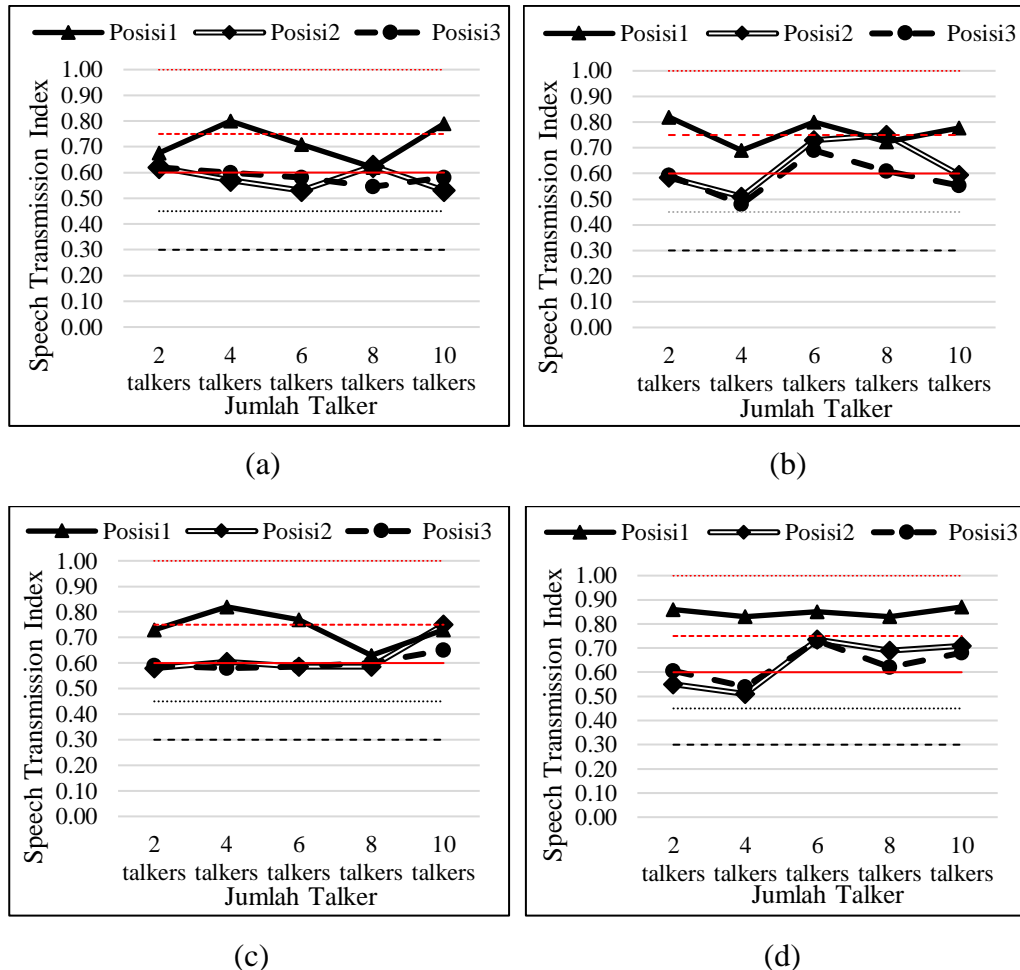 Posisi1 Posisi2 Posisi3
1.00
0.90
0.80
0.70
0.60
0.50
0.40
0.30
0.20
0.10
0.00
Speech Transmission Index
2 4 6 8 10
talkers talkers talkers talkers talkers
Jumlah Talker
(a)
Posisi1 Posisi2 Posisi3
1.00
0.90
0.80
0.70
0.60
0.50
0.40
0.30
0.20
0.10
0.00
Speech Transmission Index
2 4 6 8 10
talkers talkers talkers talkers talkers
Jumlah Talker
(b)
Posisi1 Posisi2 Posisi3
1.00
0.90
0.80
0.70
0.60
0.50
0.40
0.30
0.20
0.10
0.00
Speech Transmission Index
2 4 6 8 10
talkers talkers talkers talkers talkers
Jumlah Talker
(c)
Posisi1 Posisi2 Posisi3
1.00
0.90
0.80
0.70
0.60
0.50
0.40
0.30
0.20
0.10
0.00
Speech Transmission Index
2 4 6 8 10
talkers talkers talkers talkers talkers
Jumlah Talker
(d)